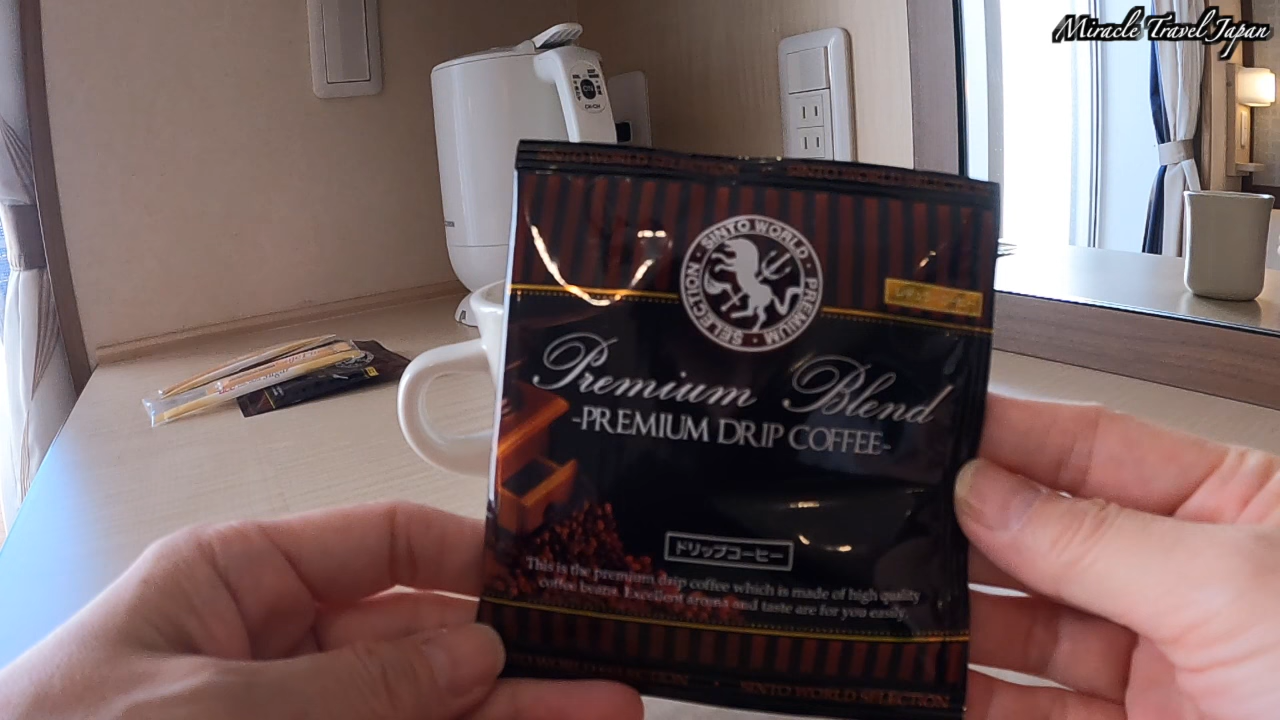 Miracle Travel Japan
SINTO WORLD SELECTION
SINTO WORLD · PREMIUM · SELECTION ·
Premium Blend
-PREMIUM DRIP COFFEE-
ドリップコーヒー
This is the premium drip coffee which is made of high quality
coffee beans. Excellent aroma and taste are for you easily.
SINTO WORLD SELECTION